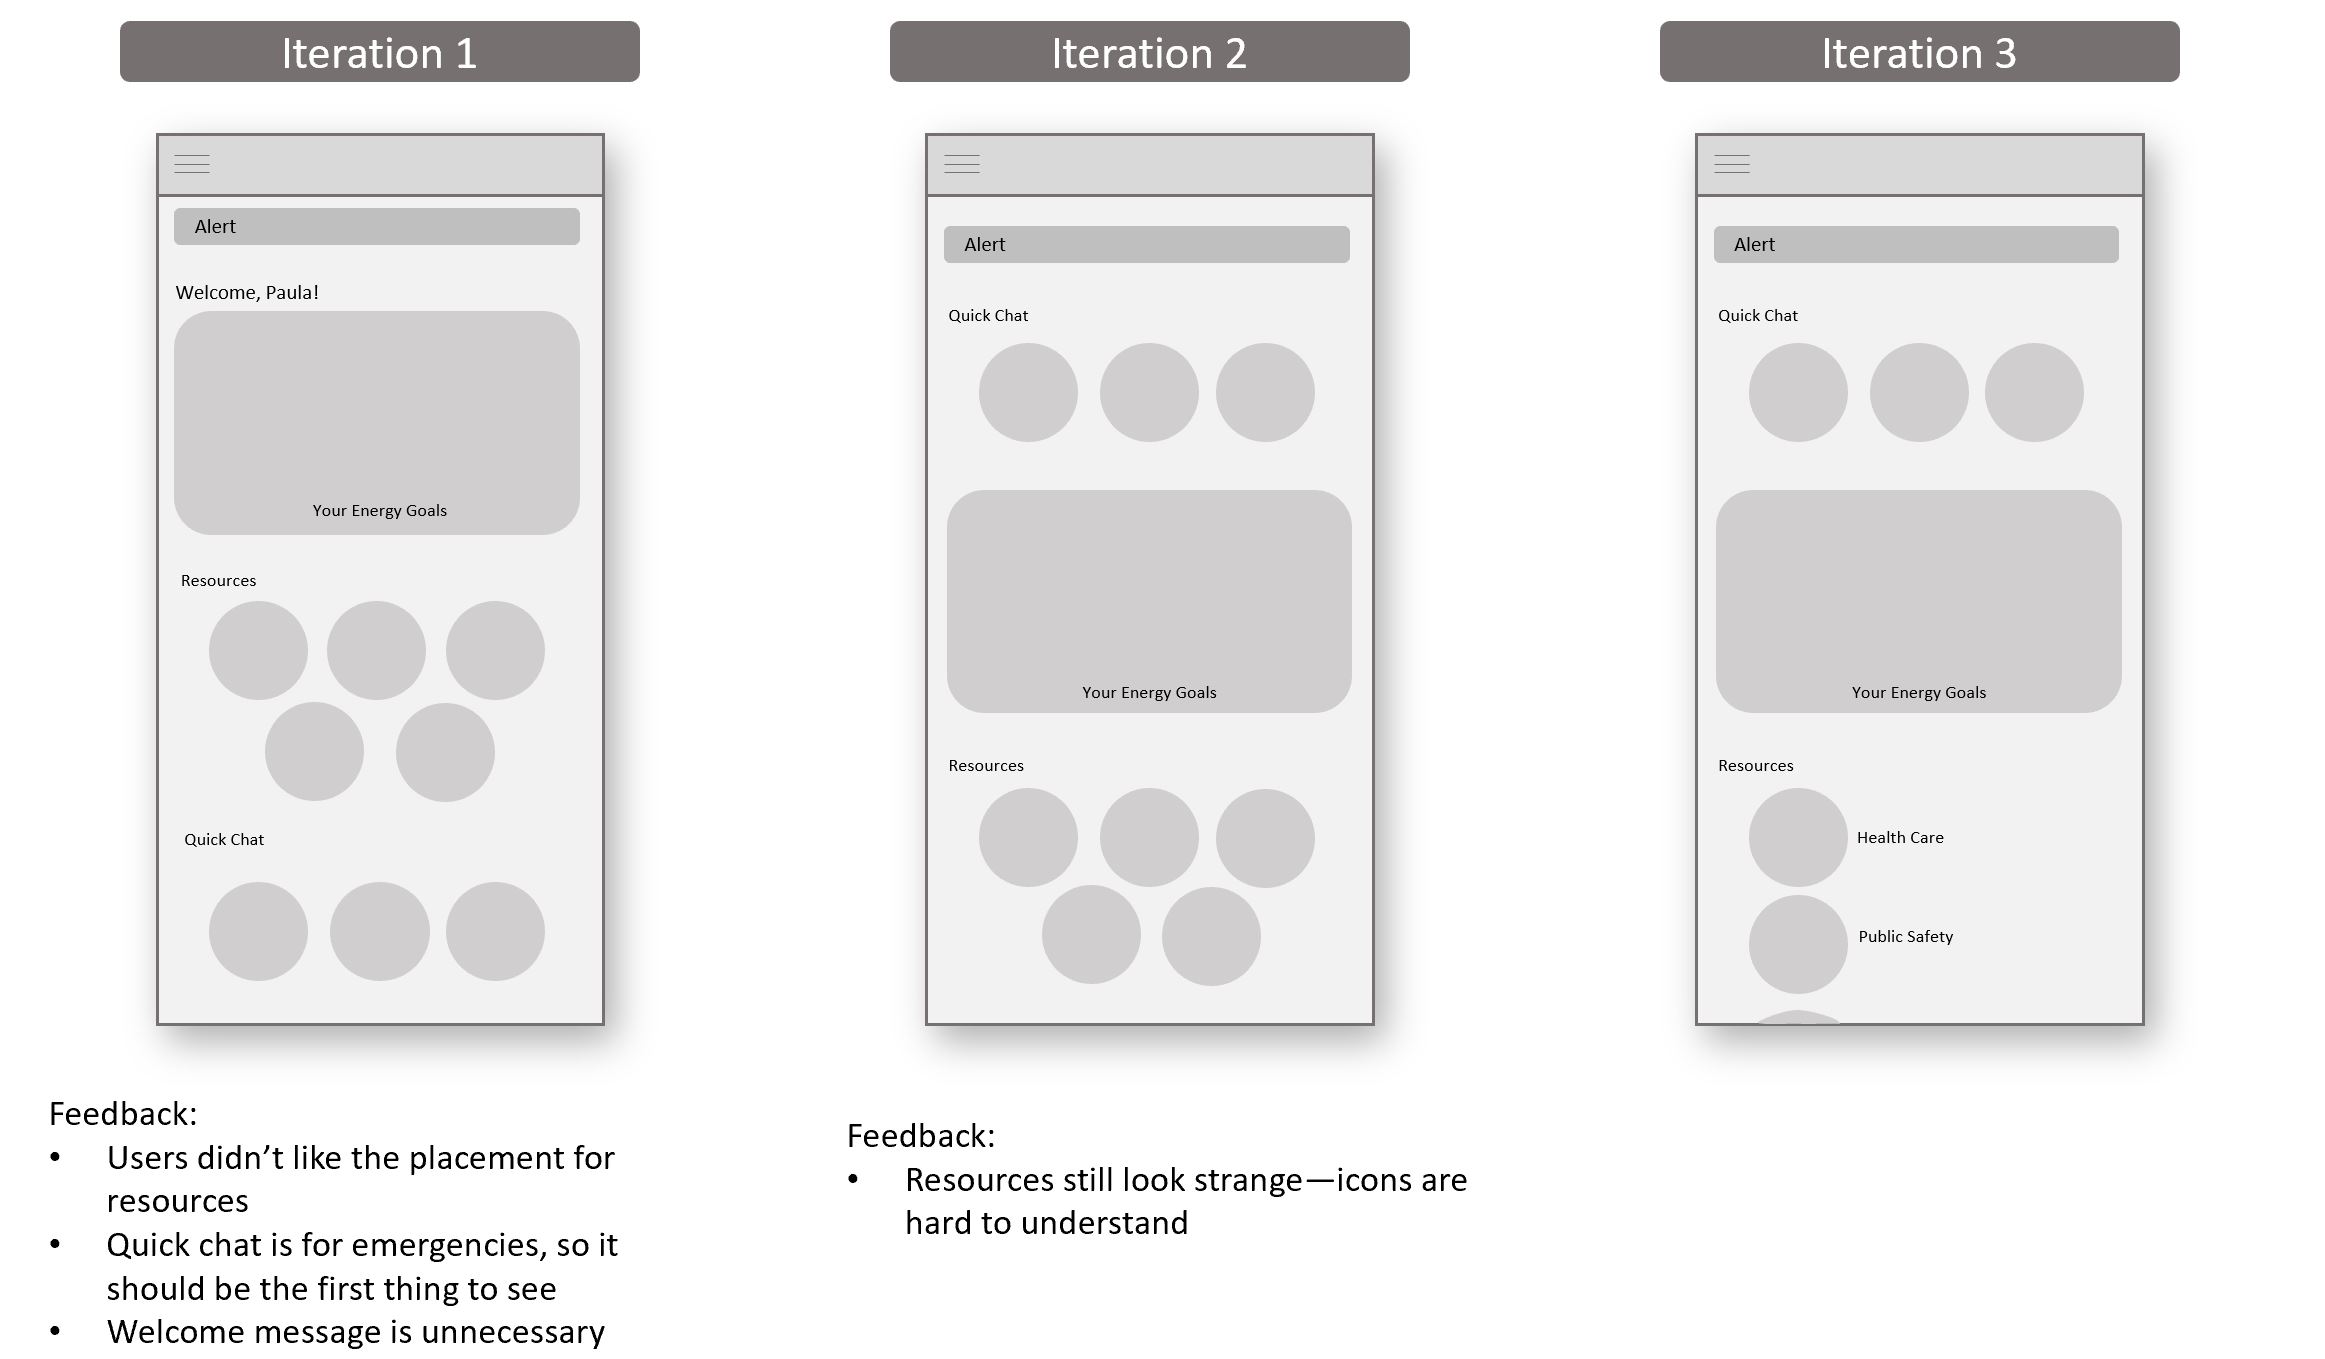 Iteration 1
Alert
Welcome, Paula!
Your Energy Goals
Resources
Quick Chat
Feedback:
• Users didn’t like the placement for
resources
• Quick chat is for emergencies, so it
should be the first thing to see
• Welcome message is unnecessary
Iteration 2
Alert
Quick Chat
Your Energy Goals
Resources
Feedback:
• Resources still look strange—icons are
hard to understand
Iteration 3
Alert
Quick Chat
Your Energy Goals
Resources
Health Care
Public Safety